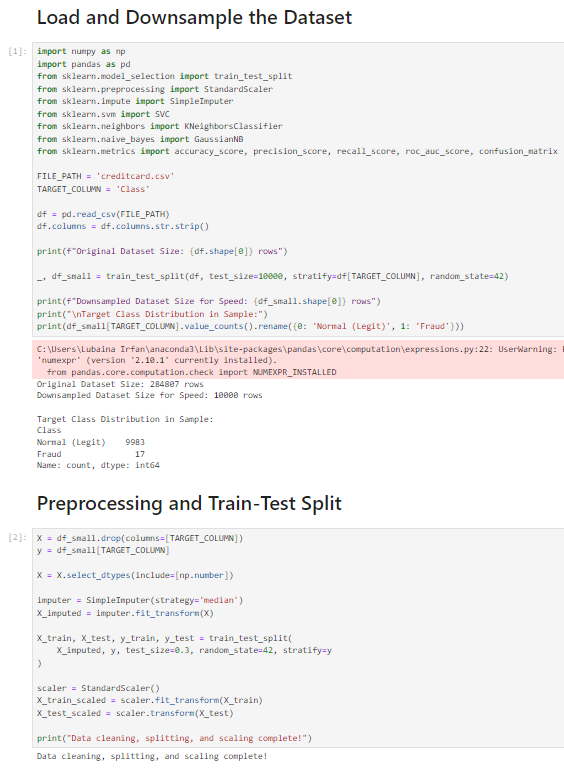 Load and Downsample the Dataset
[1]: import numpy as np
import pandas as pd
from sklearn.model_selection import train_test_split
from sklearn.preprocessing import StandardScaler
from sklearn.impute import SimpleImputer
from sklearn.svm import SVC
from sklearn.neighbors import KNeighborsClassifier
from sklearn.naive_bayes import GaussianNB
from sklearn.metrics import accuracy_score, precision_score, recall_score, roc_auc_score, confusion_matrix
FILE_PATH = 'creditcard.csv'
TARGET_COLUMN = 'Class'
df = pd.read_csv(FILE_PATH)
df.columns = df.columns.str.strip()
print(f"Original Dataset Size: {df.shape[0]} rows")
_, df_small = train_test_split(df, test_size=10000, stratify=df[TARGET_COLUMN], random_state=42)
print(f"Downsampled Dataset Size for Speed: {df_small.shape[0]} rows")
print("\nTarget Class Distribution in Sample:")
print(df_small[TARGET_COLUMN].value_counts().rename({0: 'Normal (Legit)', 1: 'Fraud'}))
C:\Users\Lubaina Irfan\anaconda3\Lib\site-packages\pandas\core\computation\expressions.py:22: UserWarning:
'numexpr' (version '2.10.1' currently installed).
from pandas.core.computation.check import NUMEXPR_INSTALLED
Original Dataset Size: 284807 rows
Downsampled Dataset Size for Speed: 10000 rows
Target Class Distribution in Sample:
Class
Normal (Legit) 9983
Fraud 17
Name: count, dtype: int64
Preprocessing and Train-Test Split
[2]: X = df_small.drop(columns=[TARGET_COLUMN])
y = df_small[TARGET_COLUMN]
X = X.select_dtypes(include=[np.number])
imputer = SimpleImputer(strategy='median')
X_imputed = imputer.fit_transform(X)
X_train, X_test, y_train, y_test = train_test_split(
X_imputed, y, test_size=0.3, random_state=42, stratify=y
)
scaler = StandardScaler()
X_train_scaled = scaler.fit_transform(X_train)
X_test_scaled = scaler.transform(X_test)
print("Data cleaning, splitting, and scaling complete!")
Data cleaning, splitting, and scaling complete!